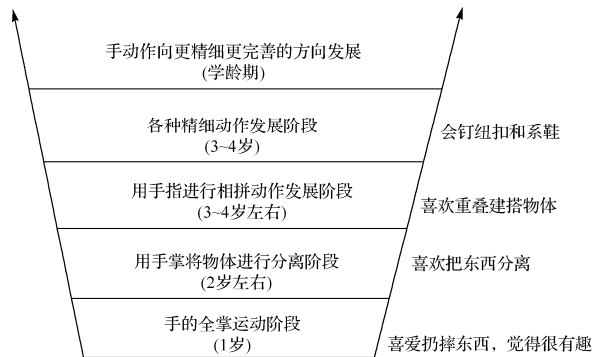 手动作向更精细更完善的方向发展
(学龄期)
各种精细动作发展阶段
(3~4岁)
会钉纽扣和系鞋
用手指进行相拼动作发展阶段
(3~4岁左右)
喜欢重叠建搭物体
用手掌将物体进行分离阶段
(2岁左右)
喜欢把东西分离
手的全掌运动阶段
(1岁)
喜爱扔摔东西，觉得很有趣